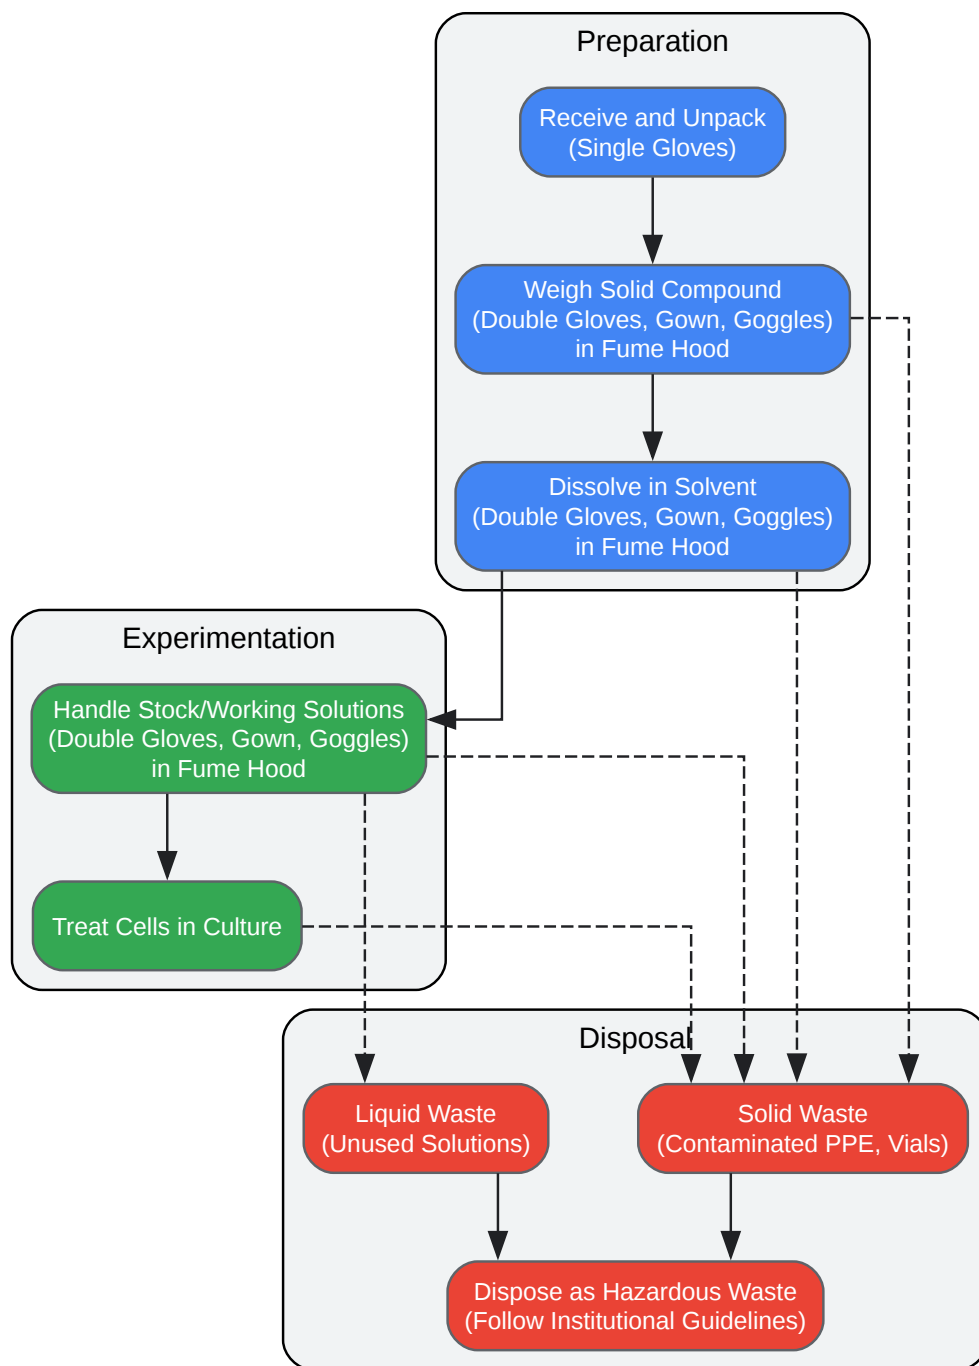 Preparation
Receive and Unpack
(Single Gloves)
Weigh Solid Compound
(Double Gloves, Gown, Goggles)
in Fume Hood
Dissolve in Solvent
(Double Gloves, Gown, Goggles)
in Fume Hood
Experimentation
Handle Stock/Working Solutions
(Double Gloves, Gown, Goggles)
in Fume Hood
Treat Cells in Culture
Disposal
Liquid Waste
(Unused Solutions)
Solid Waste
(Contaminated PPE, Vials)
Dispose as Hazardous Waste
(Follow Institutional Guidelines)